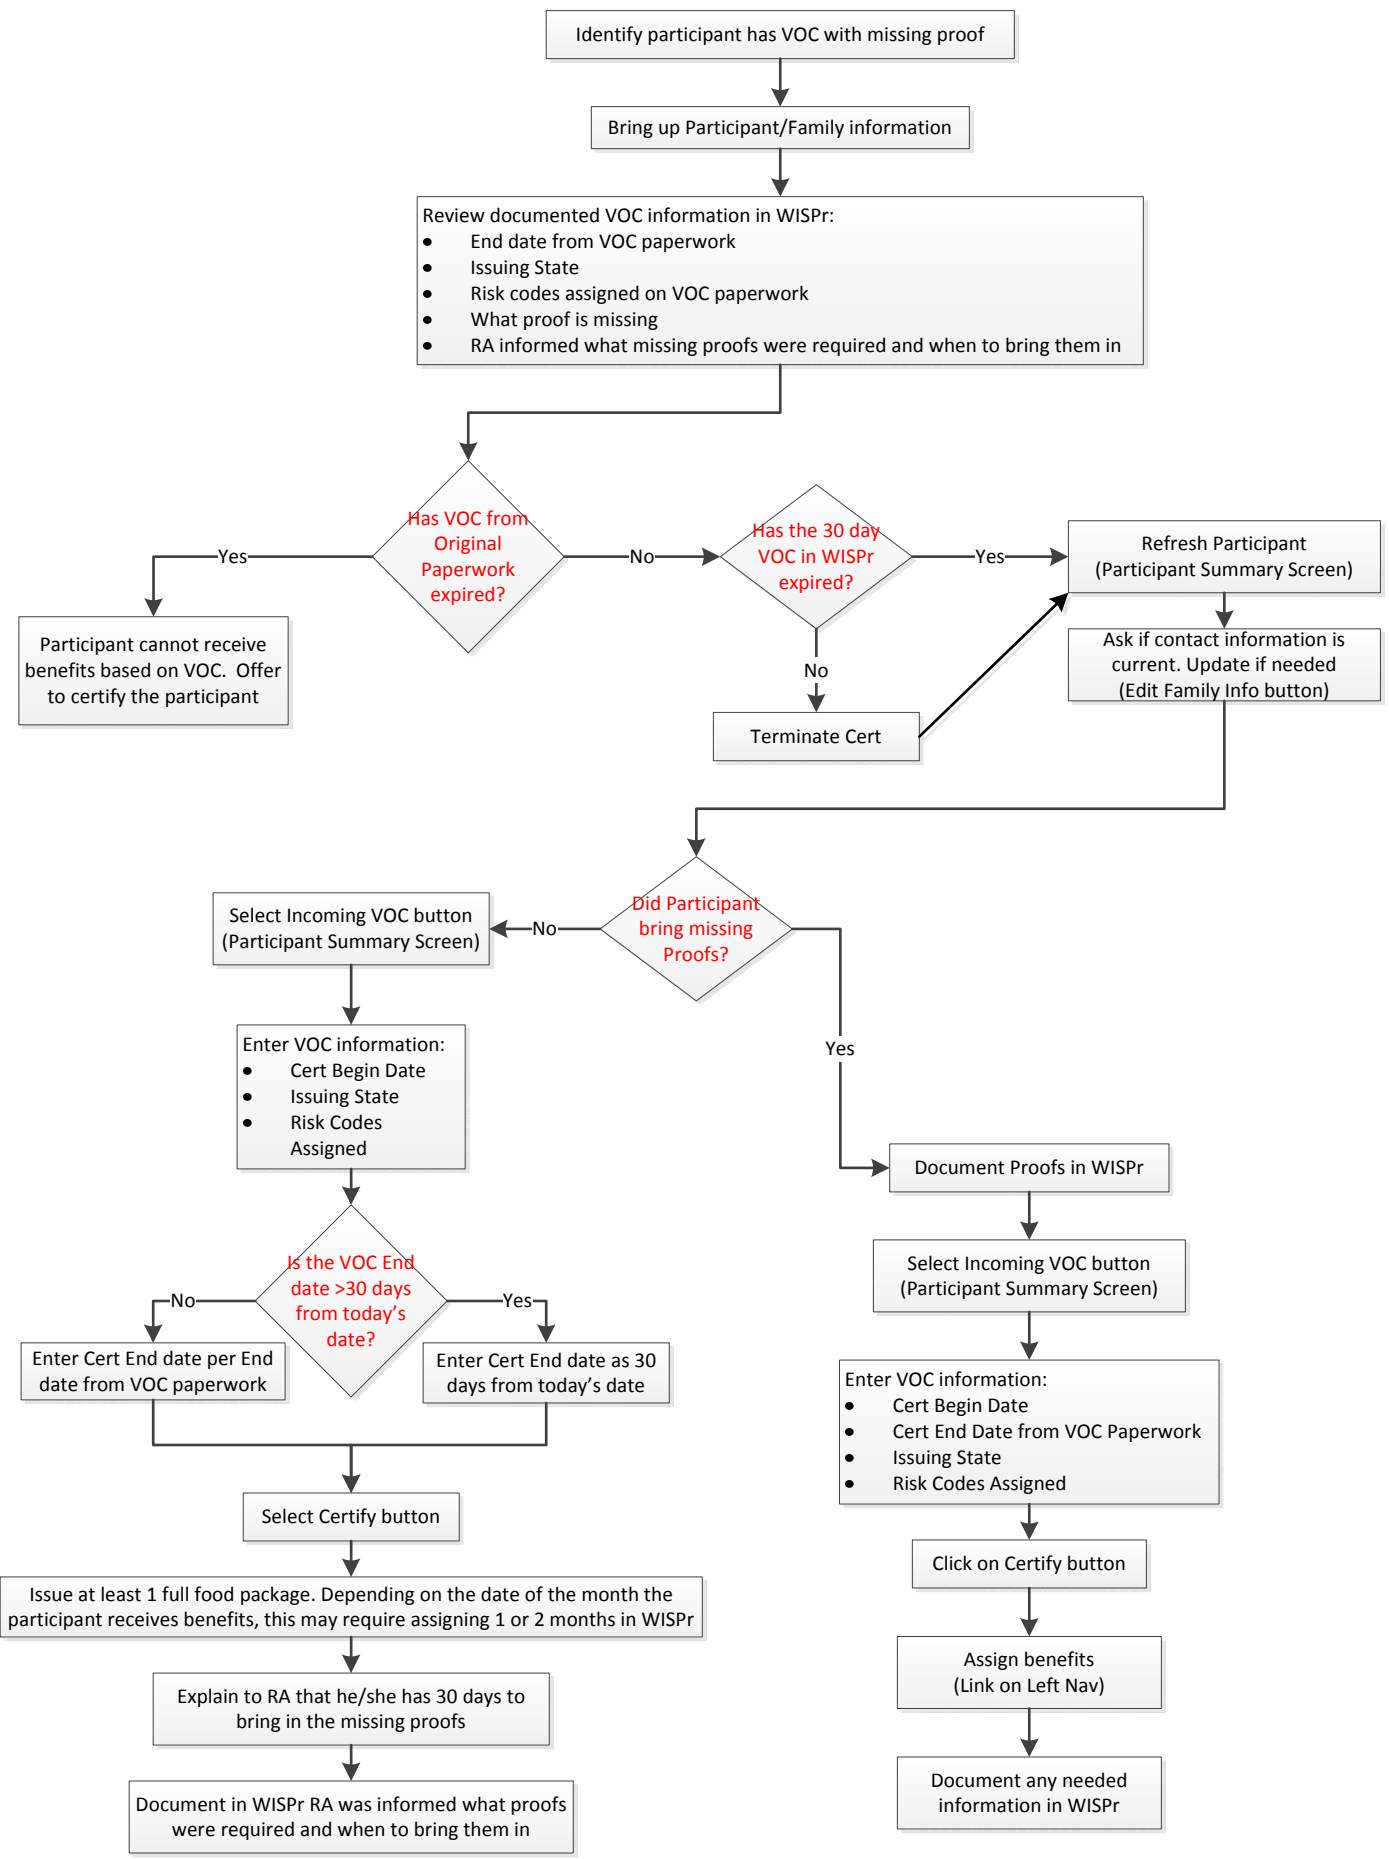 Identify participant has VOC with missing proof
Bring up Participant/Family information
Review documented VOC information in WISPr:
• End date from VOC paperwork
• Issuing State
• Risk codes assigned on VOC paperwork
• What proof is missing
• RA informed what missing proofs were required and when to bring them in
Has VOC from
Original
Paperwork
expired?
Yes
No
Has the 30 day
VOC in WISPr
expired?
Yes
Refresh Participant
(Participant Summary Screen)
Participant cannot receive
benefits based on VOC.  Offer
to certify the participant
No
Terminate Cert
Ask if contact information is
current. Update if needed
(Edit Family Info button)
Did Participant
bring missing
Proofs?
No
Select Incoming VOC button
(Participant Summary Screen)
Enter VOC information:
• Cert Begin Date
• Issuing State
• Risk Codes
Assigned
Is the VOC End
date >30 days
from today's
date?
No
Yes
Enter Cert End date per End
date from VOC paperwork
Enter Cert End date as 30
days from today's date
Select Certify button
Issue at least 1 full food package. Depending on the date of the month the
participant receives benefits, this may require assigning 1 or 2 months in WISPr
Explain to RA that he/she has 30 days to
bring in the missing proofs
Document in WISPr RA was informed what proofs
were required and when to bring them in
Yes
Document Proofs in WISPr
Select Incoming VOC button
(Participant Summary Screen)
Enter VOC information:
• Cert Begin Date
• Cert End Date from VOC Paperwork
• Issuing State
• Risk Codes Assigned
Click on Certify button
Assign benefits
(Link on Left Nav)
Document any needed
information in WISPr